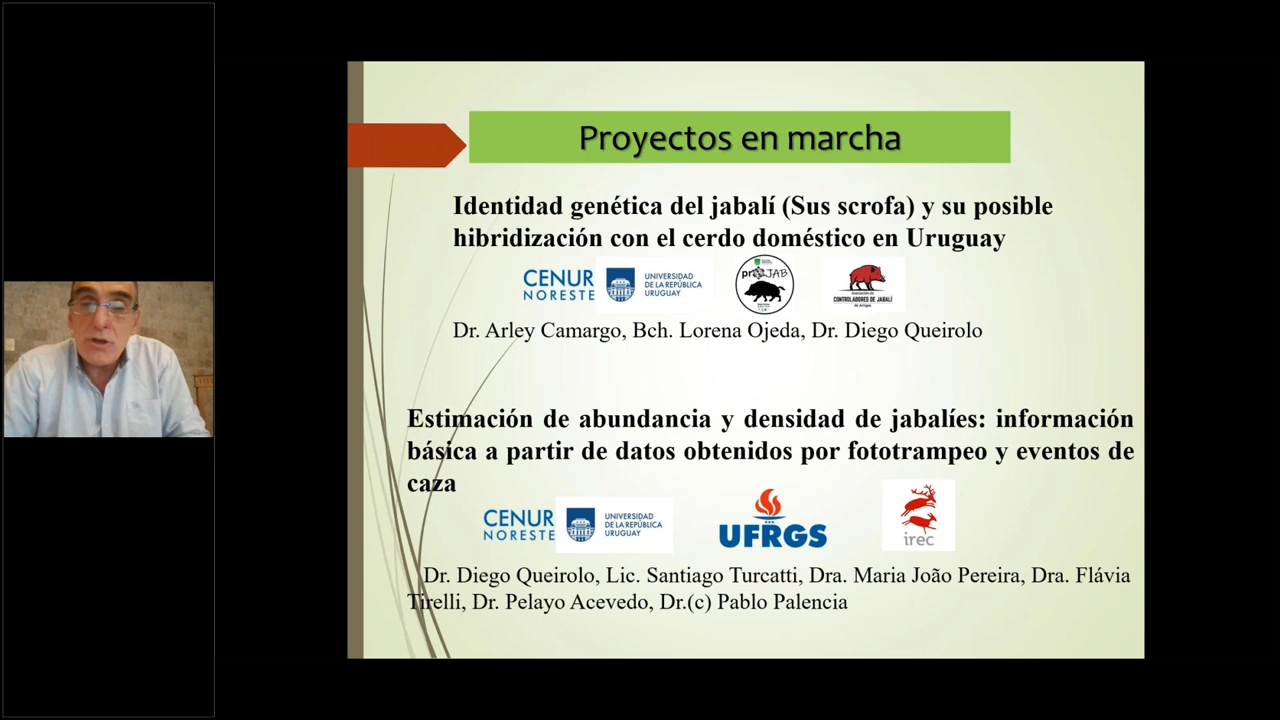 Proyectos en marcha
Identidad genética del jabalí (Sus scrofa) y su posible
hibridización con el cerdo doméstico en Uruguay
CENUR
NORESTE
UNIVERSIDAD
DE LA REPÚBLICA
URUGUAY
CONTROLADORES DE JABALÍ
Dr. Arley Camargo, Bch. Lorena Ojeda, Dr. Diego Queirolo
Estimación de abundancia y densidad de jabalíes: información
básica a partir de datos obtenidos por fototrampeo y eventos de
caza
CENUR
NORESTE
UNIVERSIDAD
DE LA REPÚBLICA
URUGUAY
UFRGS
irec
Dr. Diego Queirolo, Lic. Santiago Turcatti, Dra. Maria João Pereira, Dra. Flávia
Tirelli, Dr. Pelayo Acevedo, Dr.(c) Pablo Palencia